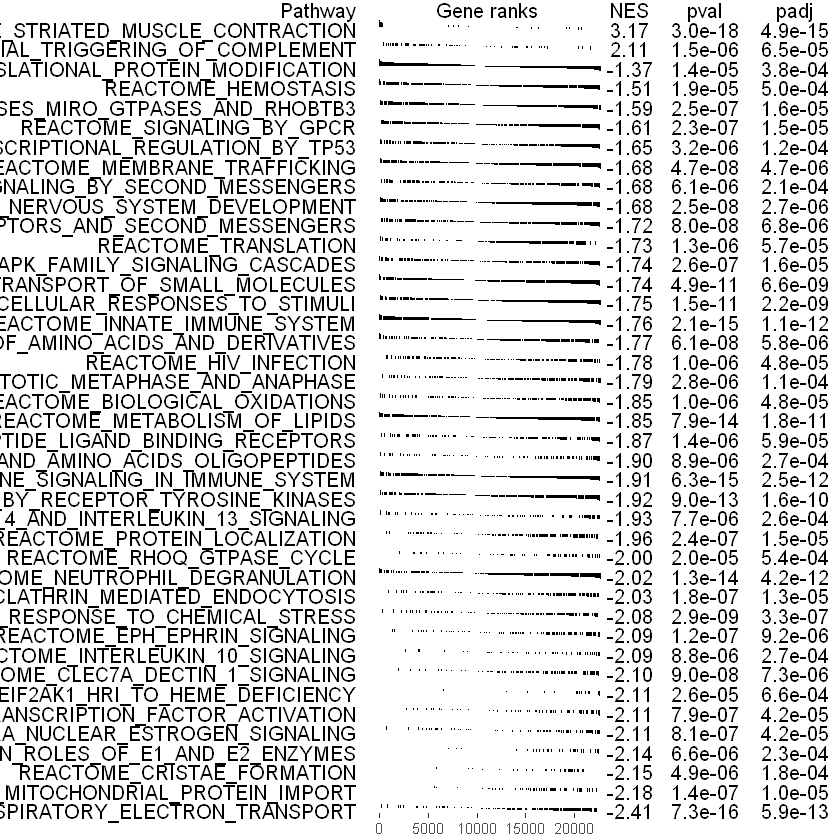 Pathway Gene ranks NES pval padj
STRIATED_MUSCLE_CONTRACTION 3.17 3.0e-18 4.9e-15
IAL_TRIGGERING_OF_COMPLEMENT 2.11 1.5e-06 6.5e-05
SLATIONAL_PROTEIN_MODIFICATION -1.37 1.4e-05 3.8e-04
REACTOME_HEMOSTASIS -1.51 1.9e-05 5.0e-04
SES_MIRO_GTPASES_AND_RHOBTB3 -1.59 2.5e-07 1.6e-05
REACTOME_SIGNALING_BY_GPCR -1.61 2.3e-07 1.5e-05
SCRIPTIONAL_REGULATION_BY_TP53 -1.65 3.2e-06 1.2e-04
EACTOME_MEMBRANE_TRAFFICKING -1.68 4.7e-08 4.7e-06
GNALING_BY_SECOND_MESSENGERS -1.68 6.1e-06 2.1e-04
_NERVOUS_SYSTEM_DEVELOPMENT -1.68 2.5e-08 2.7e-06
PTORS_AND_SECOND_MESSENGERS -1.72 8.0e-08 6.8e-06
REACTOME_TRANSLATION -1.73 1.3e-06 5.7e-05
APK_FAMILY_SIGNALING_CASCADES -1.74 2.6e-07 1.6e-05
TRANSPORT_OF_SMALL_MOLECULES -1.74 4.9e-11 6.6e-09
CELLULAR_RESPONSES_TO_STIMULI -1.75 1.5e-11 2.2e-09
EACTOME_INNATE_IMMUNE_SYSTEM -1.76 2.1e-15 1.1e-12
OF_AMINO_ACIDS_AND_DERIVATIVES -1.77 6.1e-08 5.8e-06
REACTOME_HIV_INFECTION -1.78 1.0e-06 4.8e-05
TOTIC_METAPHASE_AND_ANAPHASE -1.79 2.8e-06 1.1e-04
EACTOME_BIOLOGICAL_OXIDATIONS -1.85 1.0e-06 4.8e-05
REACTOME_METABOLISM_OF_LIPIDS -1.85 7.9e-14 1.8e-11
PTIDE_LIGAND_BINDING_RECEPTORS -1.87 1.4e-06 5.9e-05
AND_AMINO_ACIDS_OLIGOPEPTIDES -1.90 8.9e-06 2.7e-04
NE_SIGNALING_IN_IMMUNE_SYSTEM -1.91 6.3e-15 2.5e-12
BY_RECEPTOR_TYROSINE_KINASES -1.92 9.0e-13 1.6e-10
4_AND_INTERLEUKIN_13_SIGNALING -1.93 7.7e-06 2.6e-04
REACTOME_PROTEIN_LOCALIZATION -1.96 2.4e-07 1.5e-05
REACTOME_RHOQ_GTPASE_CYCLE -2.00 2.0e-05 5.4e-04
OME_NEUTROPHIL_DEGRANULATION -2.02 1.3e-14 4.2e-12
CLATHRIN_MEDIATED_ENDOCYTOSIS -2.03 1.8e-07 1.3e-05
RESPONSE_TO_CHEMICAL_STRESS -2.08 2.9e-09 3.3e-07
REACTOME_EPH_EPHRIN_SIGNALING -2.09 1.2e-07 9.2e-06
CTOME_INTERLEUKIN_10_SIGNALING -2.09 8.8e-06 2.7e-04
OME_CLEC7A_DECTIN_1_SIGNALING -2.10 9.0e-08 7.3e-06
EIF2AK1_HRI_TO_HEME_DEFICIENCY -2.11 2.6e-05 6.6e-04
RANSCRIPTION_FACTOR_ACTIVATION -2.11 7.9e-07 4.2e-05
RA_NUCLEAR_ESTROGEN_SIGNALING -2.11 8.1e-07 4.2e-05
N_ROLES_OF_E1_AND_E2_ENZYMES -2.14 6.6e-06 2.3e-04
REACTOME_CRISTAE_FORMATION -2.15 4.9e-06 1.8e-04
MITOCHONDRIAL_PROTEIN_IMPORT -2.18 1.4e-07 1.0e-05
SPIRATORY_ELECTRON_TRANSPORT -2.41 7.3e-16 5.9e-13
0 5000 10000 15000 20000